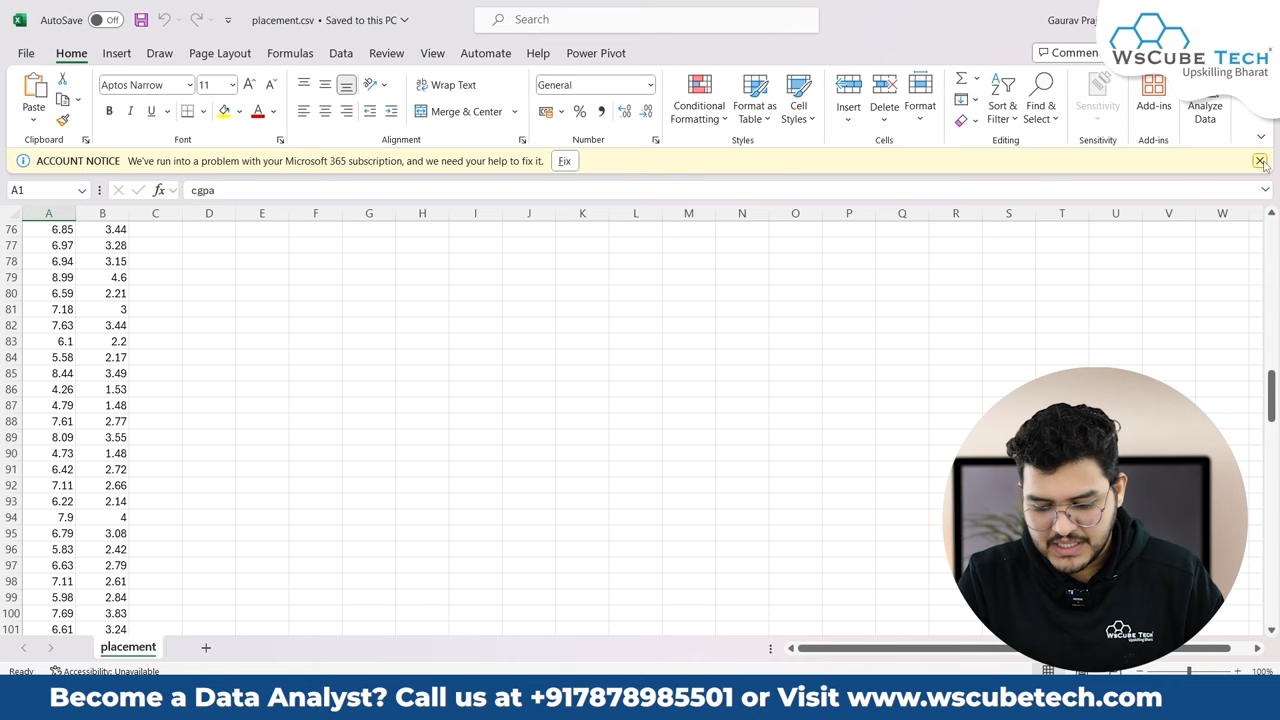 AutoSave Off placement.csv • Saved to this PC Search Gaurav Praj
WSCUBE TECH
Upskilling Bharat
File Home Insert Draw Page Layout Formulas Data Review View Automate Help Power Pivot Commen
Paste Aptos Narrow 11 Wrap Text General Conditional Formatting Format as Table Cell Styles Insert Delete Format Sort & Filter Find & Select Sensitivity Add-ins Analyze Data
B I U A Merge & Center % ,
Clipboard Font Alignment Number Styles Cells Editing Sensitivity Add-ins
ACCOUNT NOTICE We've run into a problem with your Microsoft 365 subscription, and we need your help to fix it. Fix
A1 fx cgpa
A B C D E F G H I J K L M N O P Q R S T U V W
76 6.85 3.44
77 6.97 3.28
78 6.94 3.15
79 8.99 4.6
80 6.59 2.21
81 7.18 3
82 7.63 3.44
83 6.1 2.2
84 5.58 2.17
85 8.44 3.49
86 4.26 1.53
87 4.79 1.48
88 7.61 2.77
89 8.09 3.55
90 4.73 1.48
91 6.42 2.72
92 7.11 2.66
93 6.22 2.14
94 7.9 4
95 6.79 3.08
96 5.83 2.42
97 6.63 2.79
98 7.11 2.61
99 5.98 2.84
100 7.69 3.83
101 6.61 3.24
WSCUBE TECH
placement
Ready Accessibility: Unavailable 100%
Become a Data Analyst? Call us at +917878985501 or Visit www.wscubetech.com